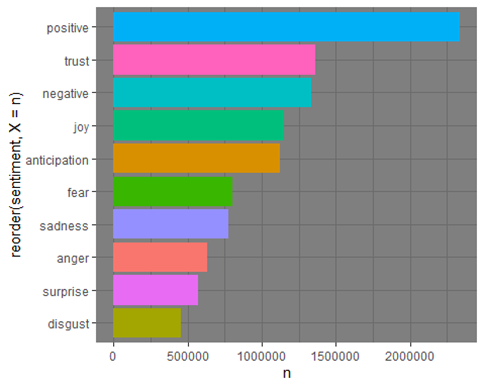 reorder(sentiment, X = n)
positive
trust
negative
joy
anticipation
fear
sadness
anger
surprise
disgust
0 500000 1000000 1500000 2000000
n